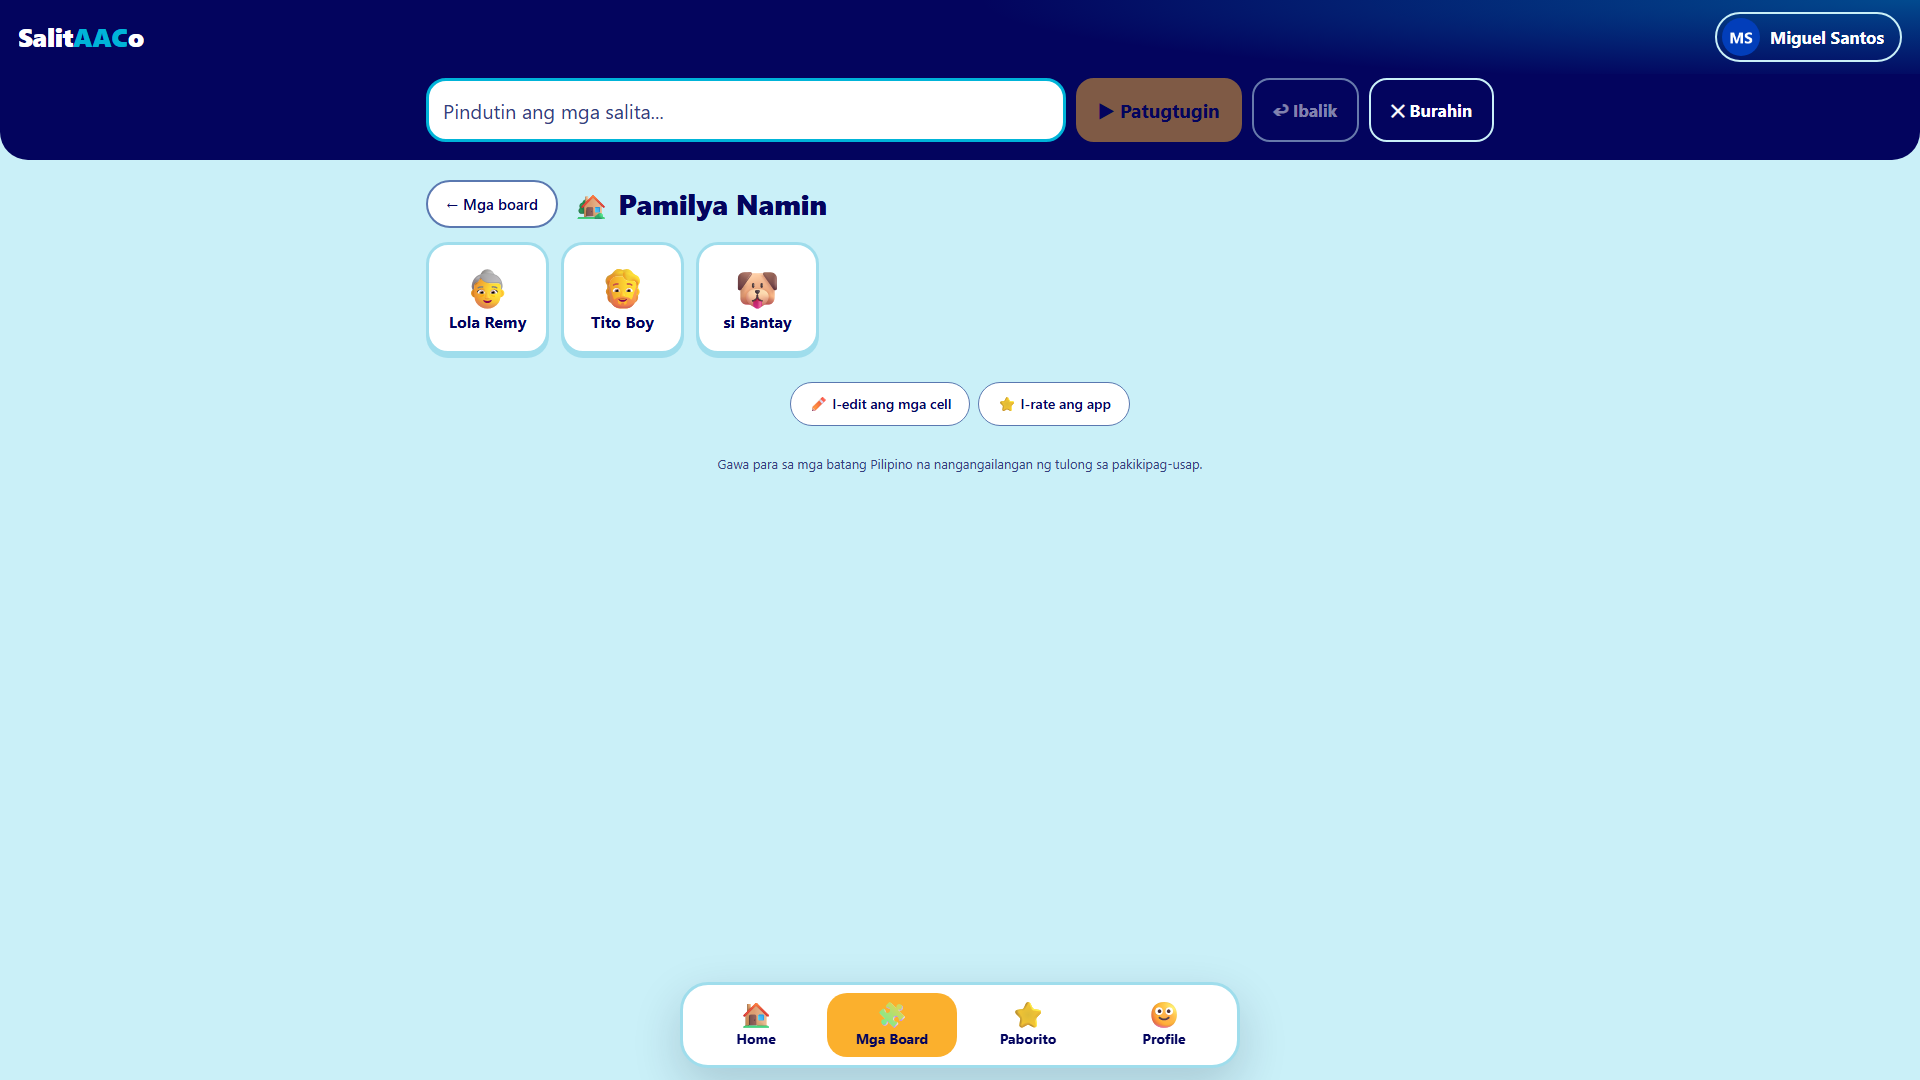 SalitAACo
MS Miguel Santos
Pindutin ang mga salita...
▶ Patugtugin
↩ Ibalik
✕ Burahin
← Mga board
Pamilya Namin
Lola Remy
Tito Boy
si Bantay
I-edit ang mga cell
I-rate ang app
Gawa para sa mga batang Pilipino na nangangailangan ng tulong sa pakikipag-usap.
Home
Mga Board
Paborito
Profile